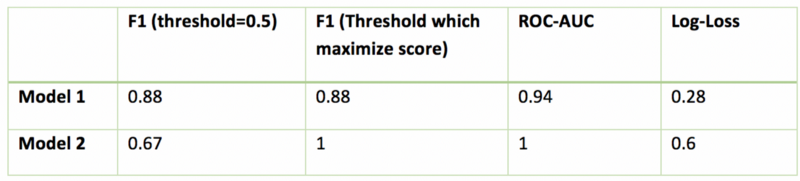 F1 (threshold=0.5) F1 (Threshold which maximize score) ROC-AUC Log-Loss
Model 1 0.88 0.88 0.94 0.28
Model 2 0.67 1 1 0.6